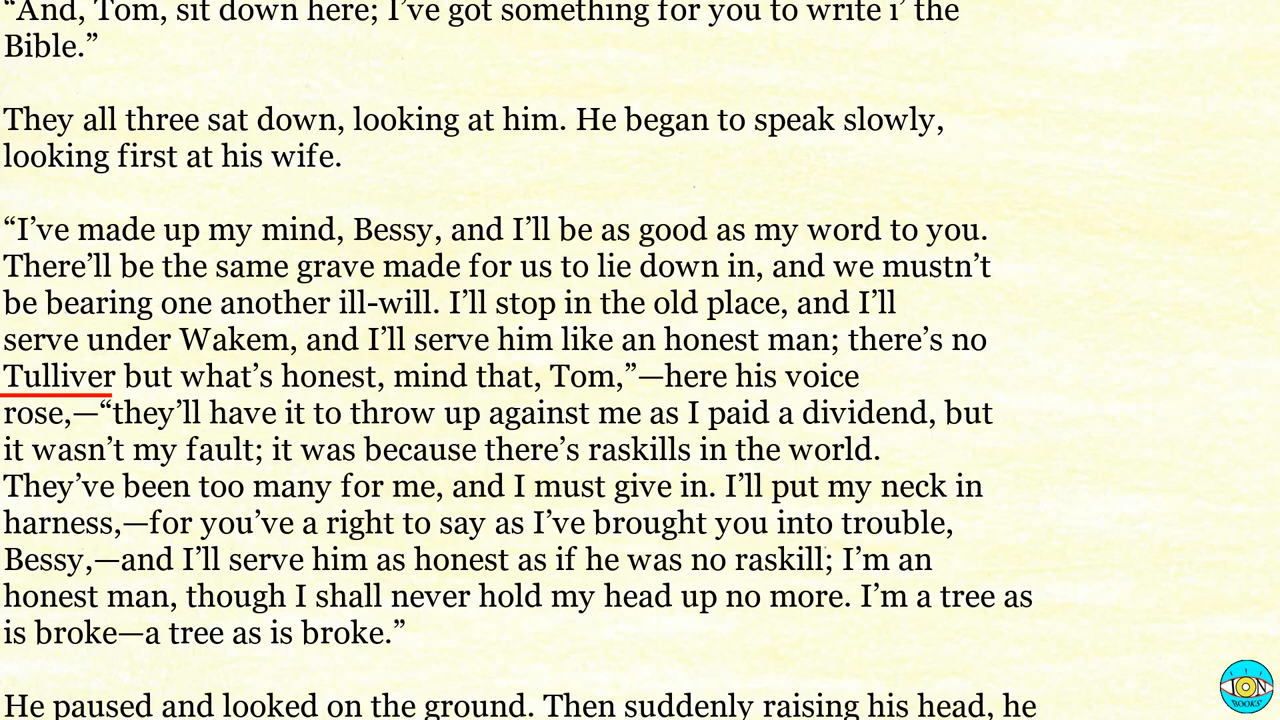 “And, Tom, sit down here; I’ve got something for you to write i’ the
Bible.”
They all three sat down, looking at him. He began to speak slowly,
looking first at his wife.
“I’ve made up my mind, Bessy, and I’ll be as good as my word to you.
There’ll be the same grave made for us to lie down in, and we mustn’t
be bearing one another ill-will. I’ll stop in the old place, and I’ll
serve under Wakem, and I’ll serve him like an honest man; there’s no
Tulliver but what’s honest, mind that, Tom,”—here his voice
rose,—“they’ll have it to throw up against me as I paid a dividend, but
it wasn’t my fault; it was because there’s raskills in the world.
They’ve been too many for me, and I must give in. I’ll put my neck in
harness,—for you’ve a right to say as I’ve brought you into trouble,
Bessy,—and I’ll serve him as honest as if he was no raskill; I’m an
honest man, though I shall never hold my head up no more. I’m a tree as
is broke—a tree as is broke.”
He paused and looked on the ground. Then suddenly raising his head, he
ION
BOOKS